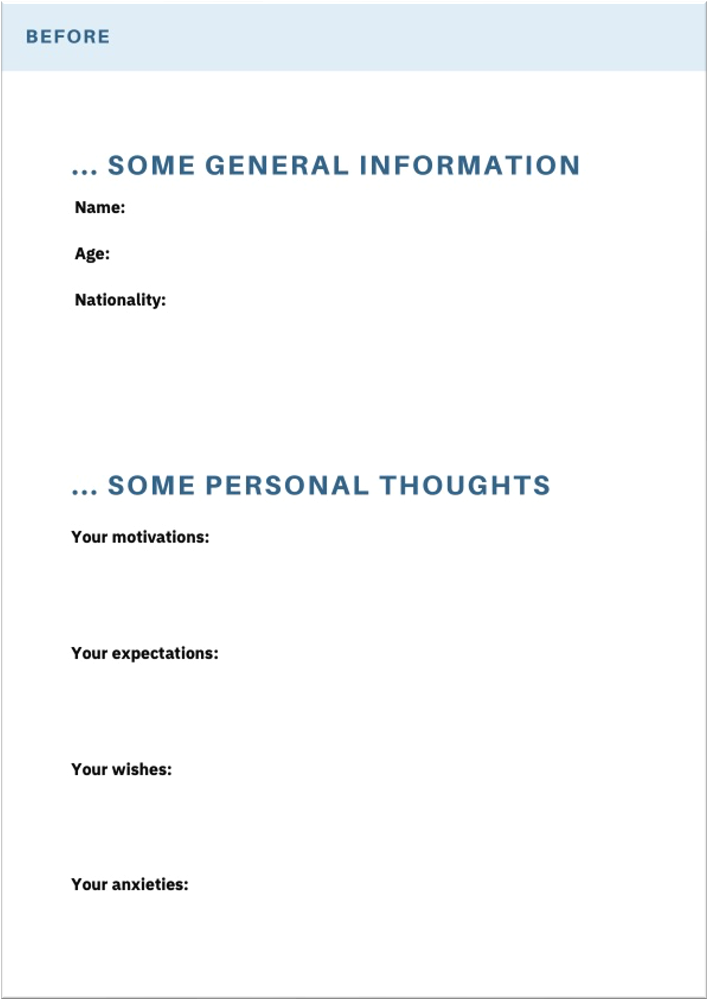 BEFORE
... SOME GENERAL INFORMATION
Name:
Age:
Nationality:
... SOME PERSONAL THOUGHTS
Your motivations:
Your expectations:
Your wishes:
Your anxieties: